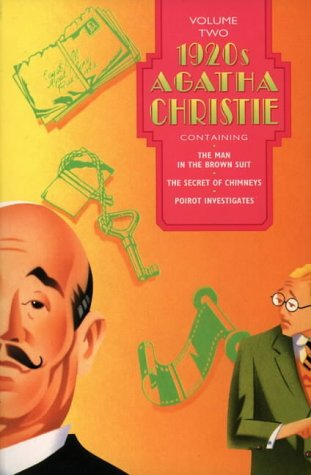 VOLUME
TWO
1920s
AGATHA
CHRISTIE
CONTAINING
THE MAN
IN THE BROWN SUIT
THE SECRET OF CHIMNEYS
POIROT INVESTIGATES